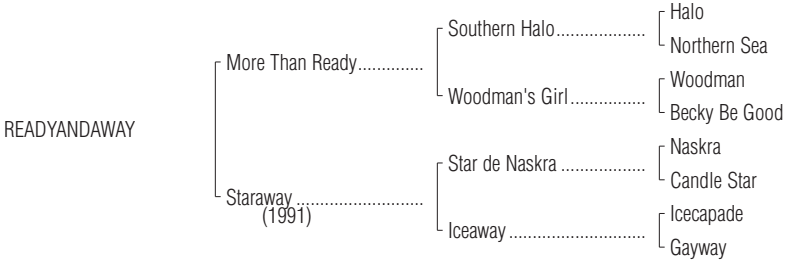 Halo
Southern Halo..................
Northern Sea
More Than Ready.............
Woodman
Woodman's Girl...............
Becky Be Good
READYANDAWAY
Naskra
Star de Naskra .................
Candle Star
Staraway .........................
(1991)
Icecapade
Iceaway ...........................
Gayway